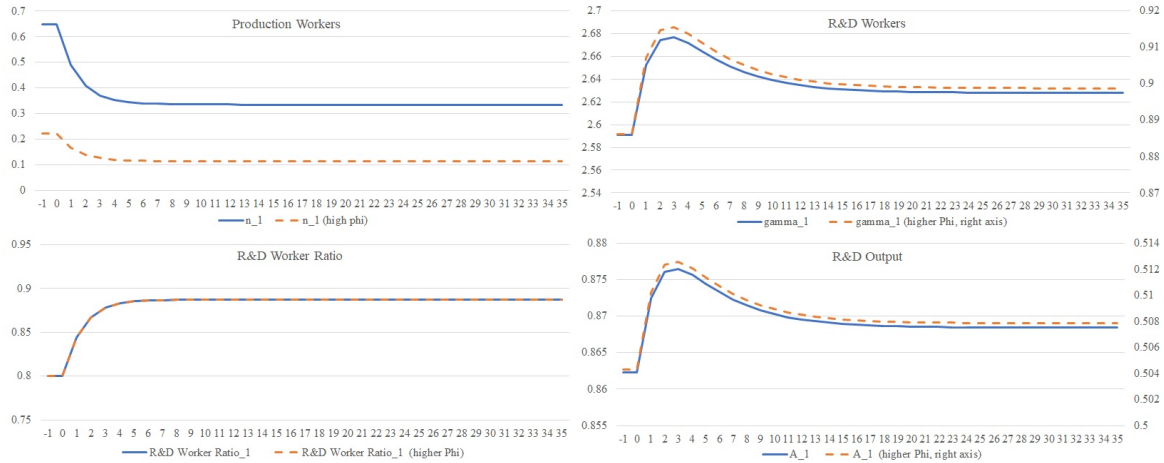 Production Workers
0.7
0.6
0.5
0.4
0.3
0.2
0.1
0
-1 0 1 2 3 4 5 6 7 8 9 10 11 12 13 14 15 16 17 18 19 20 21 22 23 24 25 26 27 28 29 30 31 32 33 34 35
n_1 n_1 (high phi)
R&D Workers
2.7 0.92
2.68 0.91
2.66
2.64 0.9
2.62 0.89
2.6
2.58 0.88
2.56
2.54 0.87
-1 0 1 2 3 4 5 6 7 8 9 10 11 12 13 14 15 16 17 18 19 20 21 22 23 24 25 26 27 28 29 30 31 32 33 34 35
gamma_1 gamma_1 (higher Phi, right axis)
R&D Worker Ratio
0.95
0.9
0.85
0.8
0.75
-1 0 1 2 3 4 5 6 7 8 9 10 11 12 13 14 15 16 17 18 19 20 21 22 23 24 25 26 27 28 29 30 31 32 33 34 35
R&D Worker Ratio_1 R&D Worker Ratio_1 (higher Phi)
R&D Output
0.88 0.514
0.875 0.512
0.51
0.87 0.508
0.865 0.506
0.504
0.86 0.502
0.855 0.5
-1 0 1 2 3 4 5 6 7 8 9 10 11 12 13 14 15 16 17 18 19 20 21 22 23 24 25 26 27 28 29 30 31 32 33 34 35
A_1 A_1 (higher Phi, right axis)